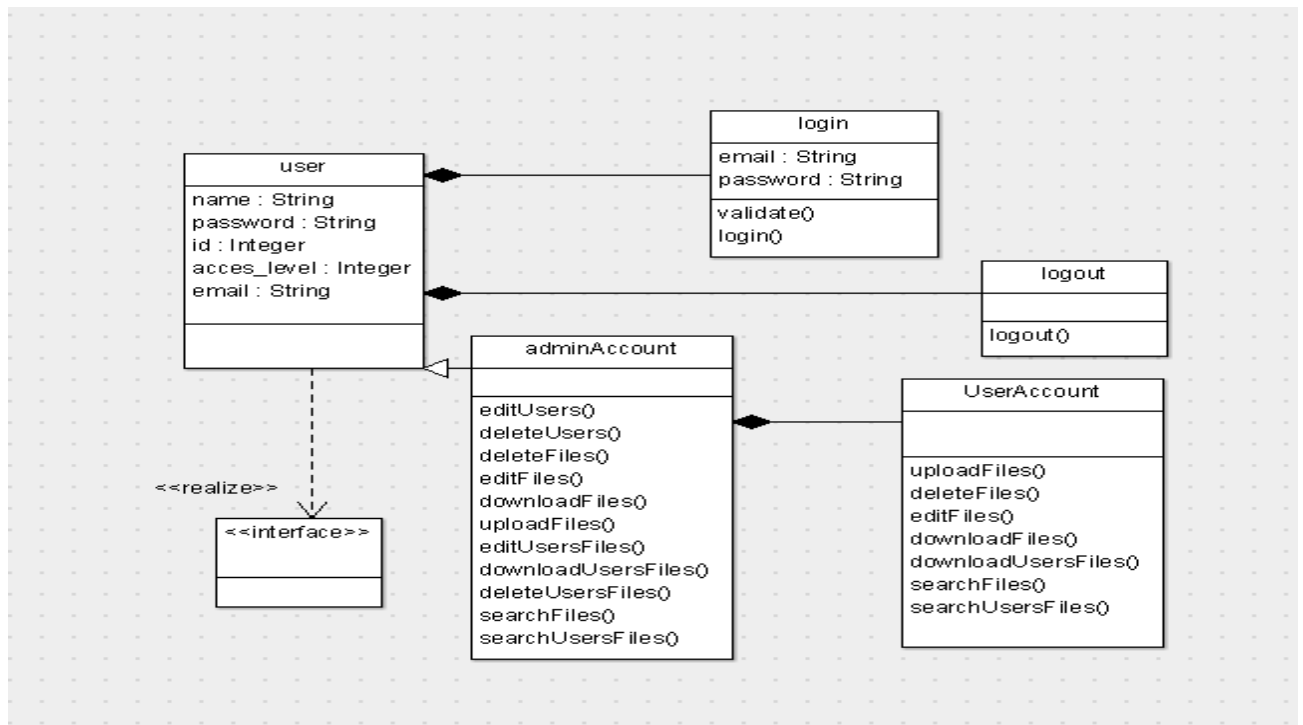 user
name : String
password : String
id : Integer
acces_level : Integer
email : String
login
email : String
password : String
validate()
login()
logout
logout()
adminAccount
editUsers()
deleteUsers()
deleteFiles()
editFiles()
downloadFiles()
uploadFiles()
editUsersFiles()
downloadUsersFiles()
deleteUsersFiles()
searchFiles()
searchUsersFiles()
UserAccount
uploadFiles()
deleteFiles()
editFiles()
downloadFiles()
downloadUsersFiles()
searchFiles()
searchUsersFiles()
<<realize>>
<<interface>>